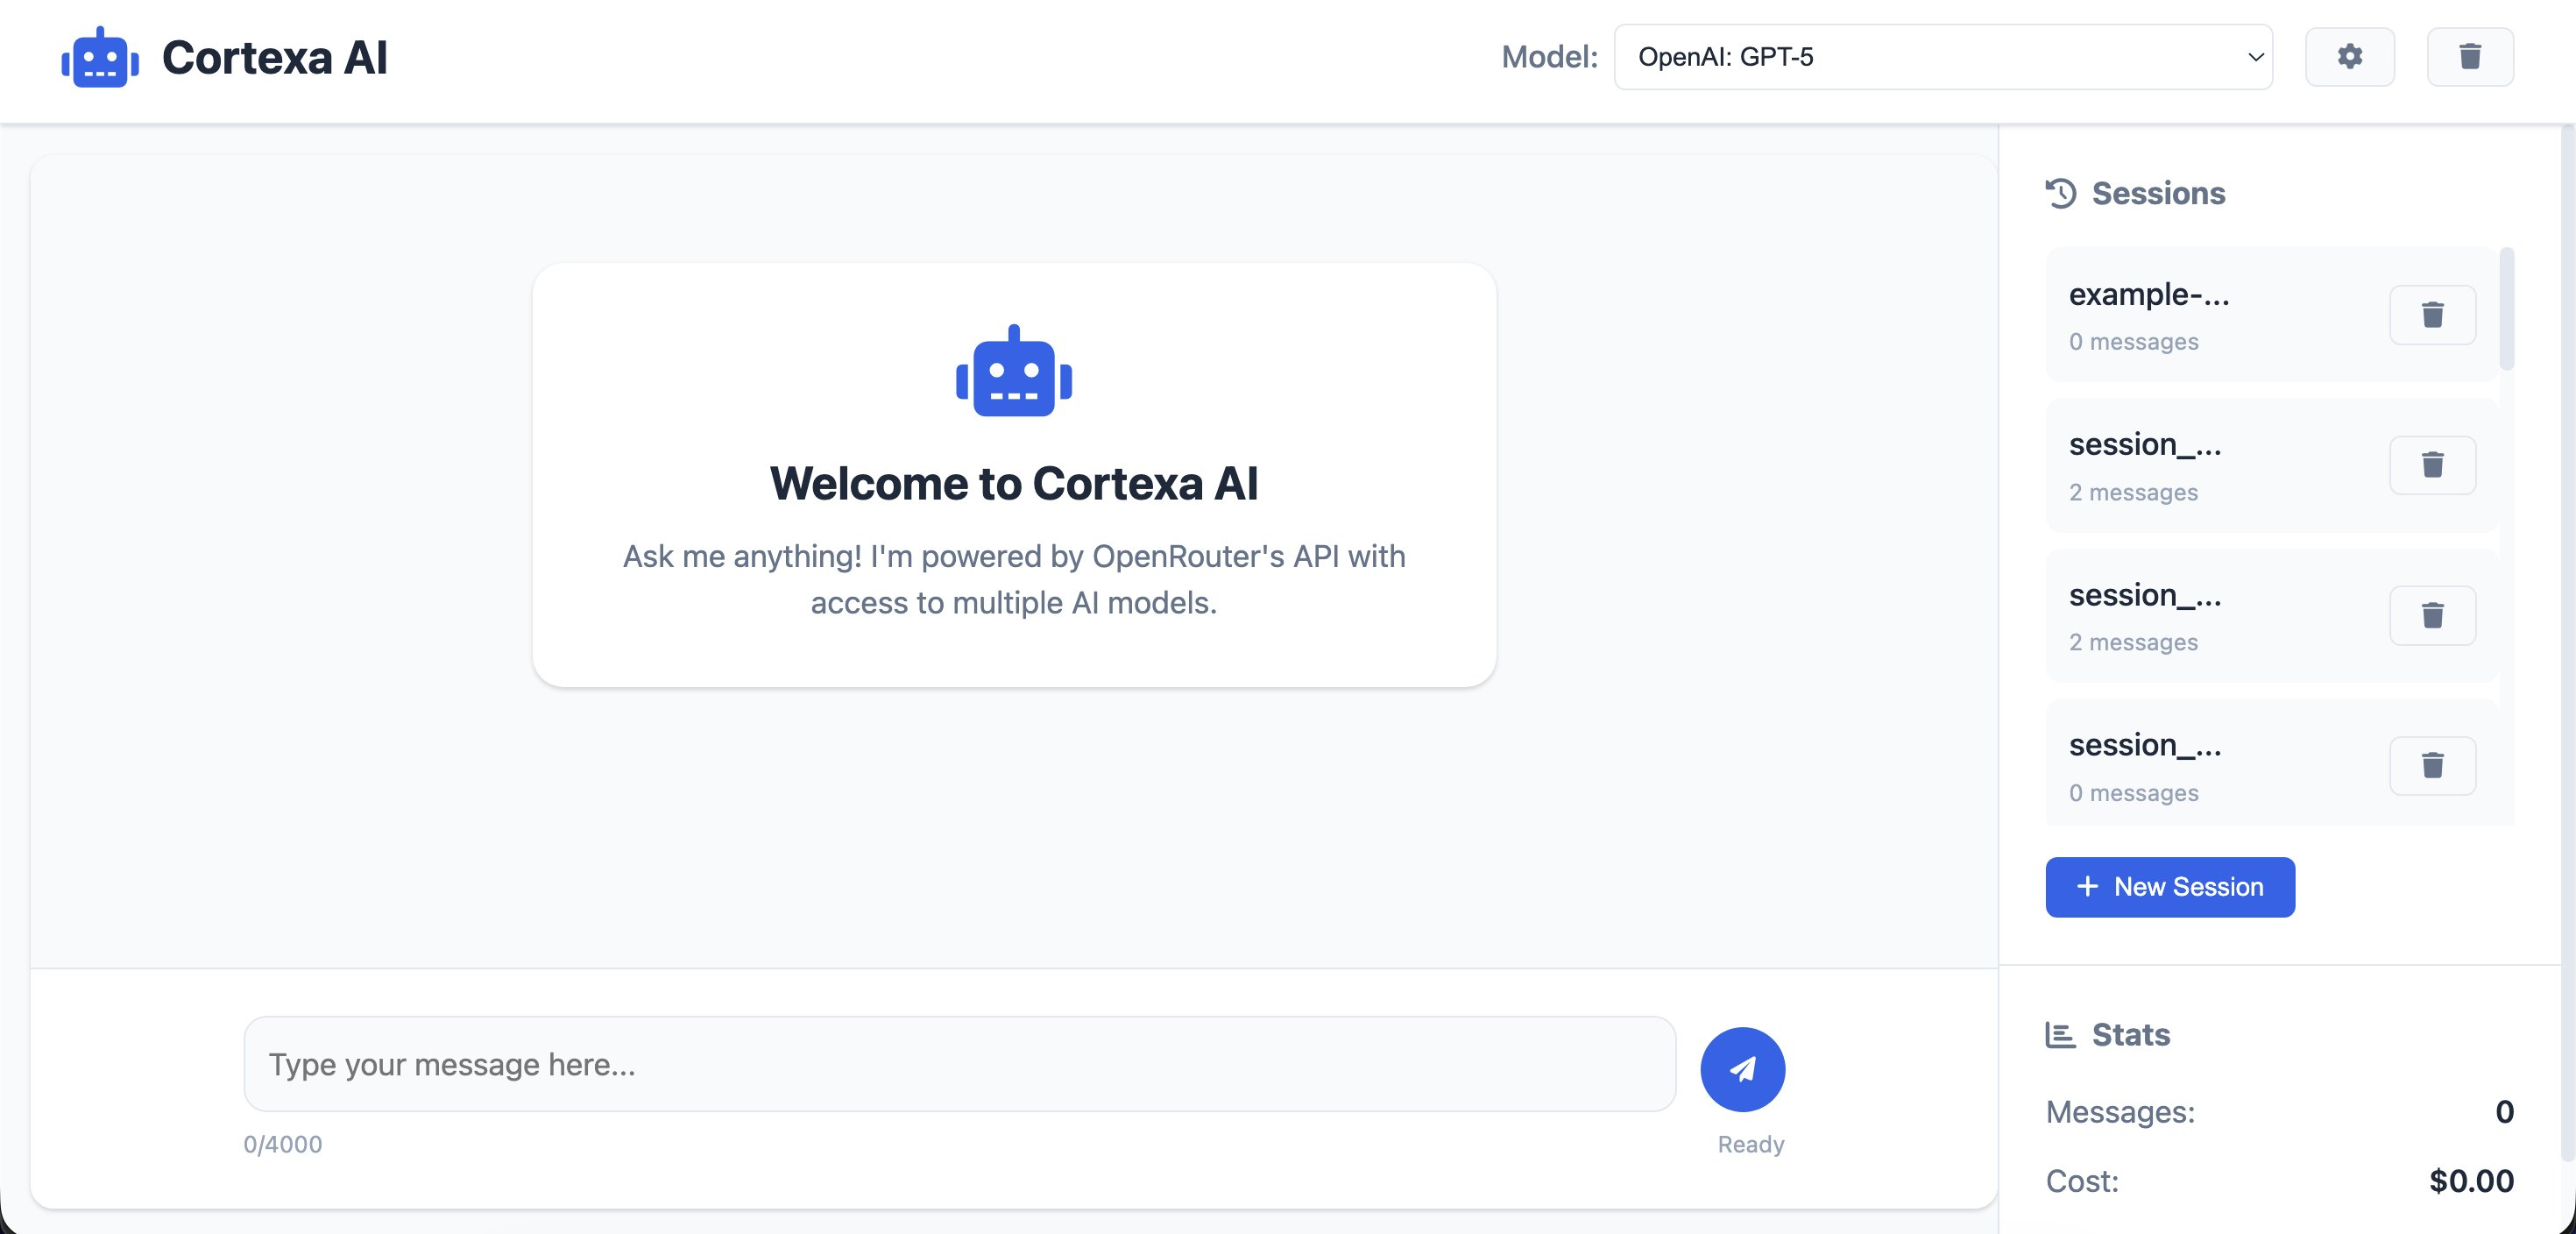 Cortexa AI
Model:
OpenAI: GPT-5
Welcome to Cortexa AI
Ask me anything! I'm powered by OpenRouter's API with
access to multiple AI models.
Type your message here...
0/4000
Ready
Sessions
example-...
0 messages
session_...
2 messages
session_...
2 messages
session_...
0 messages
New Session
Stats
Messages:
0
Cost:
$0.00